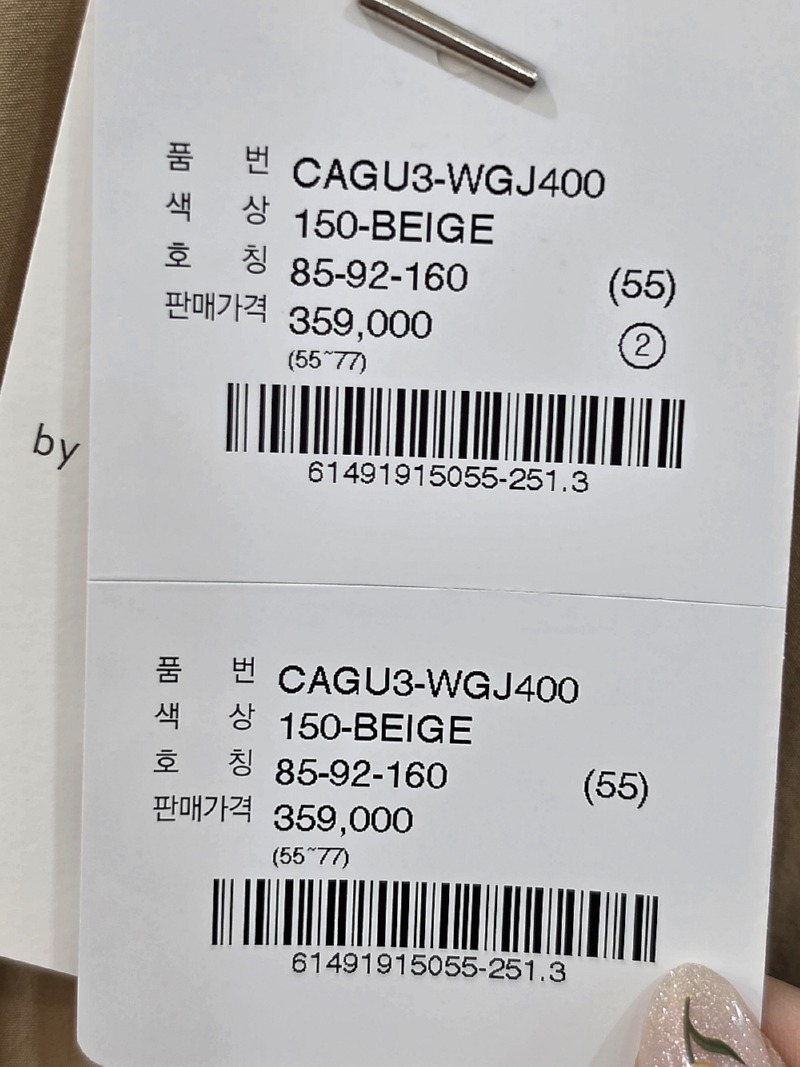 품 번 CAGU3-WGJ400
색 상 150-BEIGE
호 칭 85-92-160 (55)
판매가격 359,000 ②
(55~77)
61491915055-251.3
by
품 번 CAGU3-WGJ400
색 상 150-BEIGE
호 칭 85-92-160 (55)
판매가격 359,000
(55~77)
61491915055-251.3